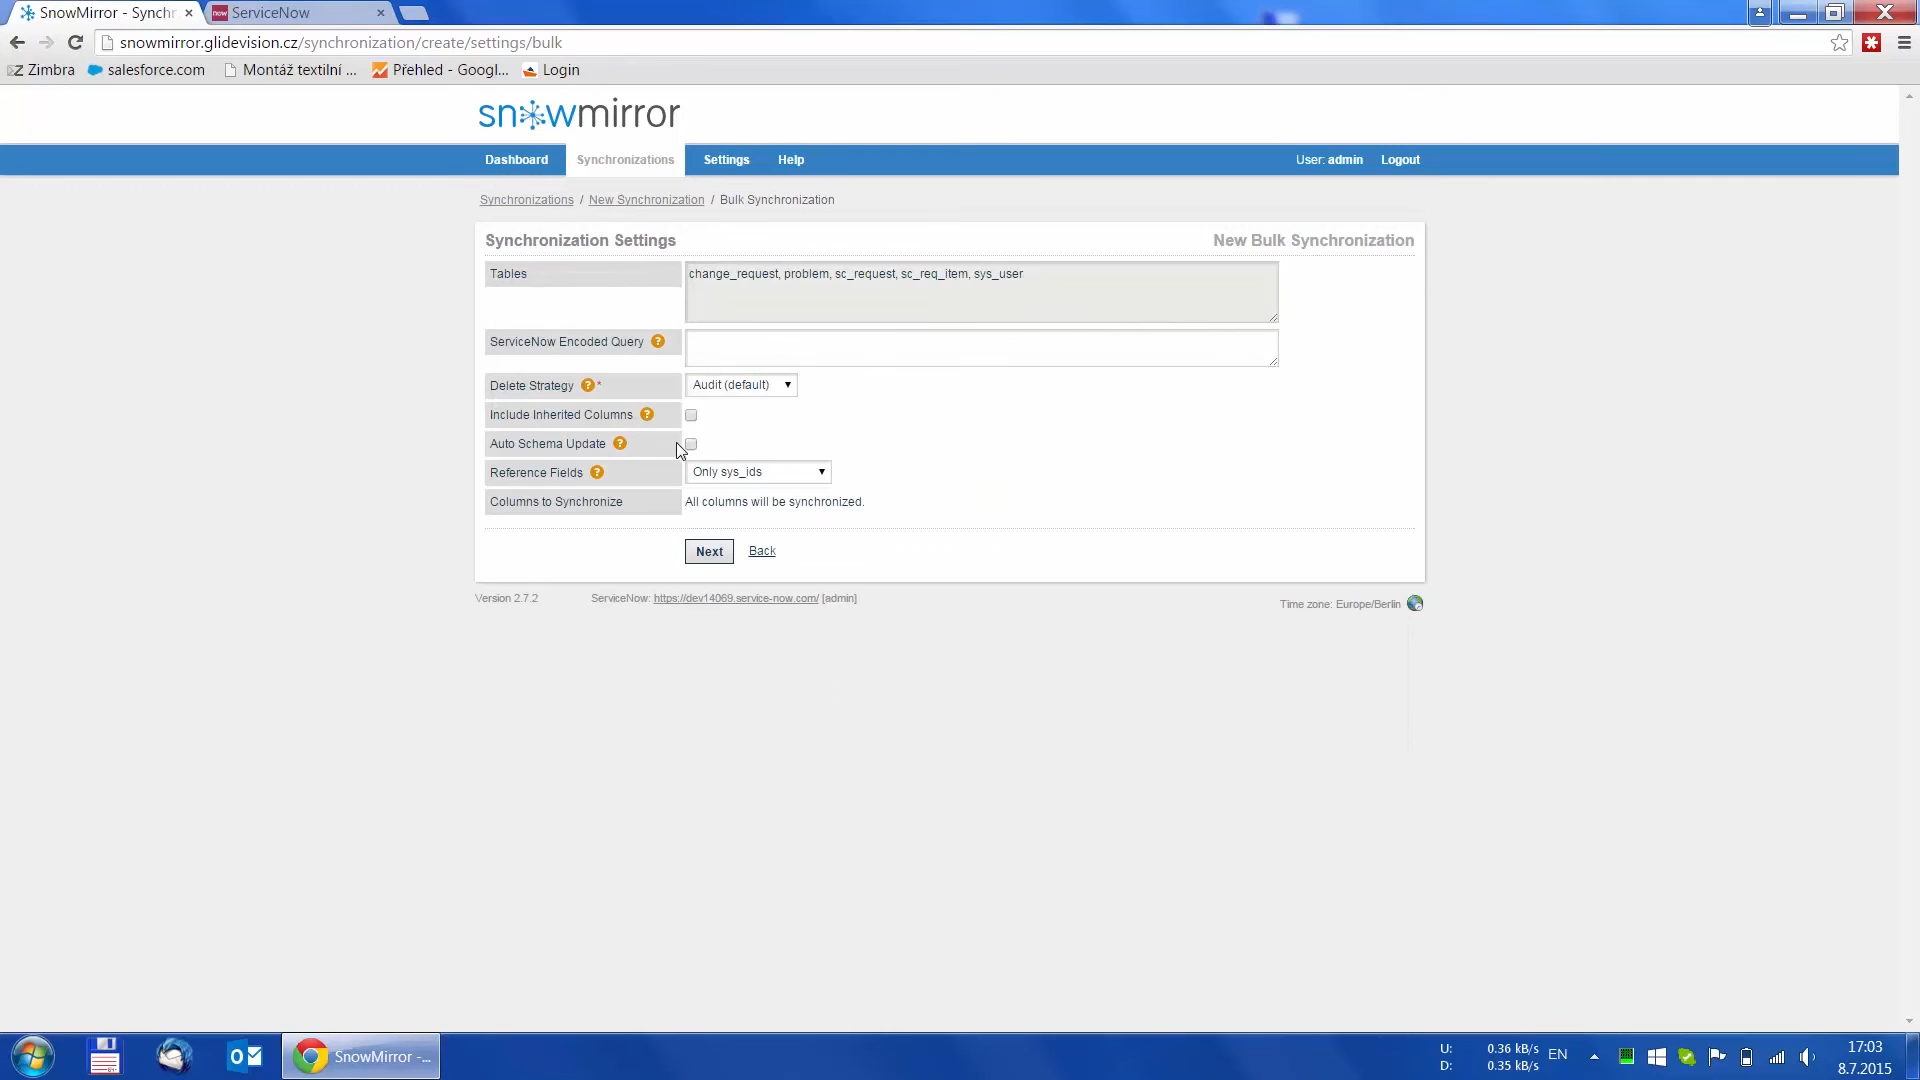 SnowMirror - Synchr
ServiceNow
snowmirror.glidevision.cz/synchronization/create/settings/bulk
Zimbra salesforce.com Montáž textilní ... Přehled - Googl... Login
snowmirror
Dashboard Synchronizations Settings Help User: admin Logout
Synchronizations / New Synchronization / Bulk Synchronization
Synchronization Settings New Bulk Synchronization
Tables change_request, problem, sc_request, sc_req_item, sys_user
ServiceNow Encoded Query ?
Delete Strategy ? * Audit (default)
Include Inherited Columns ?
Auto Schema Update ?
Reference Fields ? Only sys_ids
Columns to Synchronize All columns will be synchronized.
Next Back
Version 2.7.2 ServiceNow: https://dev14069.service-now.com/ [admin] Time zone: Europe/Berlin
SnowMirror -...
U: 0.36 kB/s
D: 0.35 kB/s
EN
17:03
8.7.2015